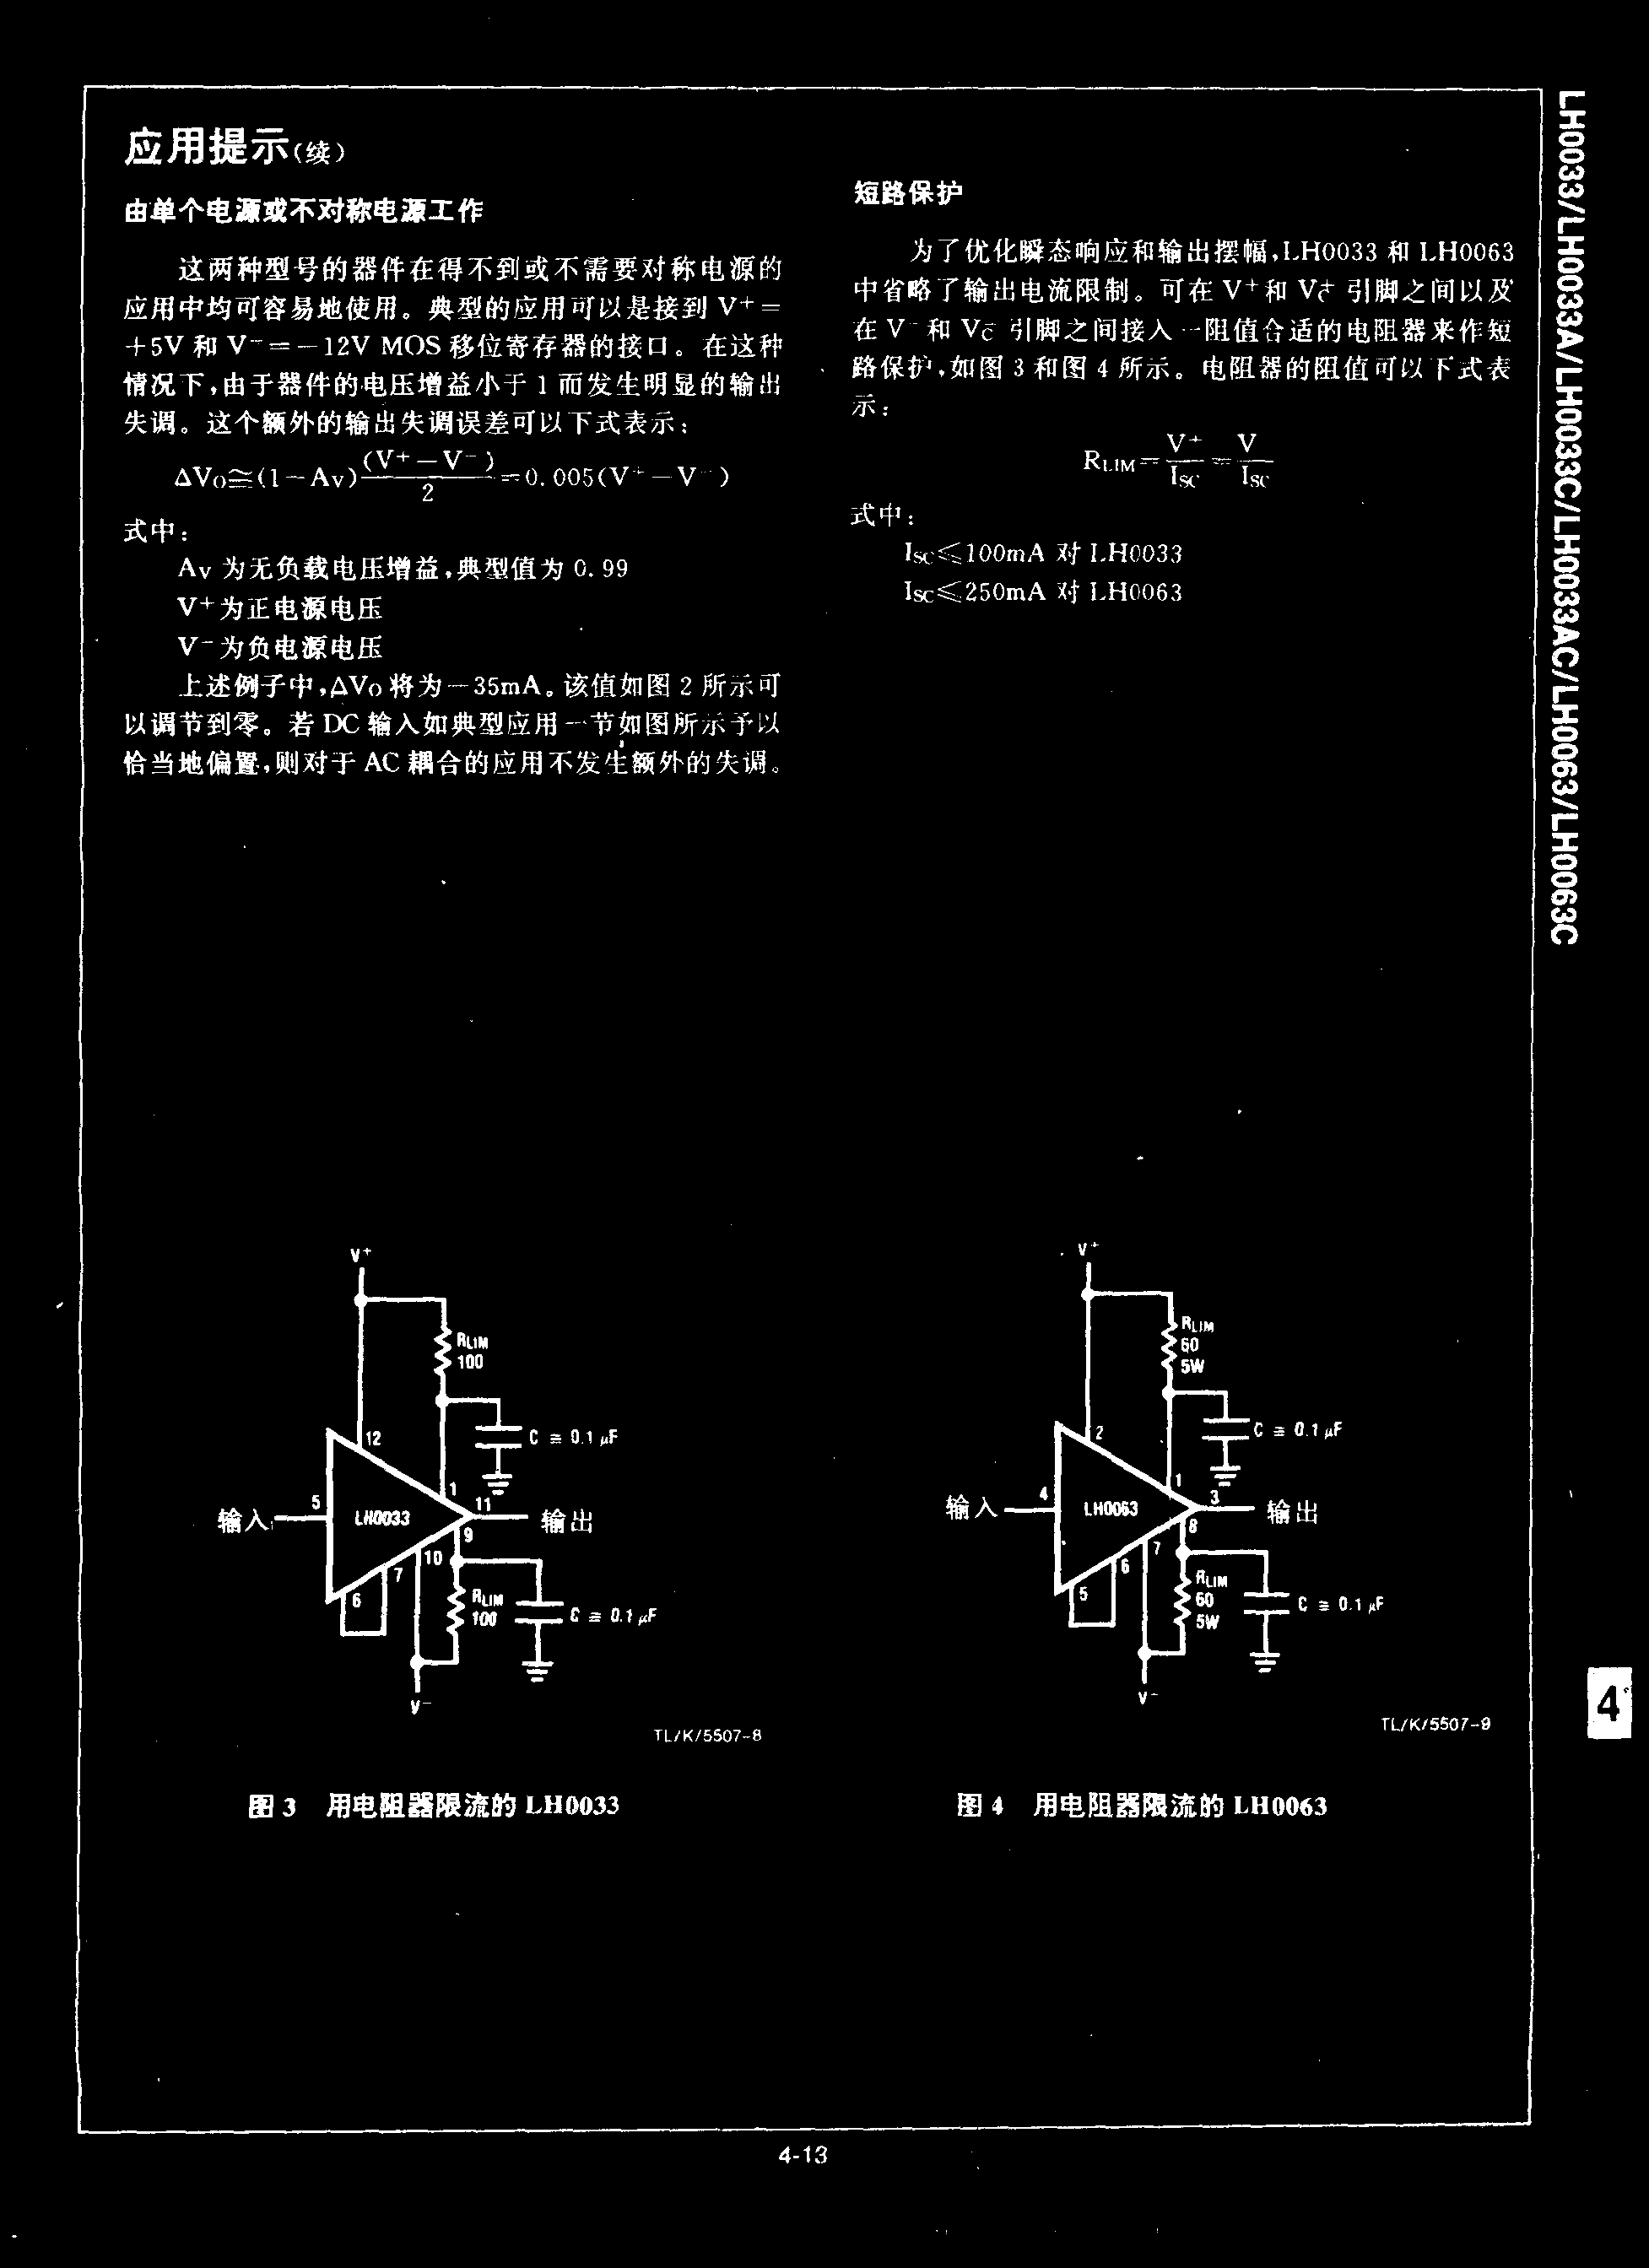 应用提示(续)
由单个电源或不对称电源工作
这两种型号的器件在得不到或不需要对称电源的
应用中均可容易地使用。典型的应用可以是接到 V⁺＝
＋5V 和 V⁻＝－12V MOS 移位寄存器的接口。在这种
情况下,由于器件的电压增益小于 1 而发生明显的输出
失调。这个额外的输出失调误差可以下式表示:
ΔVo≅(1－Av)(V⁺－V⁻)/2＝0.005(V⁺－V⁻)
式中:
Av 为无负载电压增益,典型值为 0.99
V⁺为正电源电压
V⁻为负电源电压
上述例子中,ΔVo 将为－35mA。该值如图 2 所示可
以调节到零。若 DC 输入如典型应用一节如图所示予以
恰当地偏置,则对于 AC 耦合的应用不发生额外的失调。
短路保护
为了优化瞬态响应和输出摆幅,LH0033 和 LH0063
中省略了输出电流限制。可在 V⁺和 Vc⁺ 引脚之间以及
在 V⁻ 和 Vc⁻ 引脚之间接入一阻值合适的电阻器来作短
路保护,如图 3 和图 4 所示。电阻器的阻值可以下式表
示:
RLIM＝V⁺/Isc＝V/Isc
式中:
Isc≤100mA 对 LH0033
Isc≤250mA 对 LH0063
LH0033/LH0033A/LH0033C/LH0033AC/LH0063/LH0063C
V⁺
RLIM
100
12
C ≅ 0.1 μF
1
输入
5
LH0033
11
输出
9
10
7
6
RLIM
100
C ≅ 0.1 μF
V⁻
TL/K/5507-8
图 3 用电阻器限流的 LH0033
V⁺
RLIM
60
5W
2
C ≅ 0.1 μF
1
输入
4
LH0063
3
输出
8
7
6
5
RLIM
60
5W
C ≅ 0.1 μF
V⁻
TL/K/5507-9
图 4 用电阻器限流的 LH0063
4
4-13